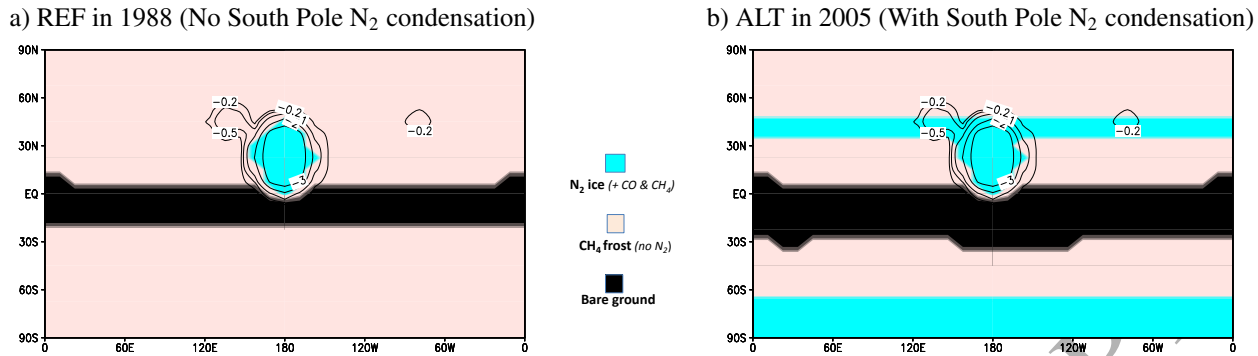 a) REF in 1988 (No South Pole N₂ condensation)
b) ALT in 2005 (With South Pole N₂ condensation)
90N
60N
30N
EQ
30S
60S
90S
0
60E
120E
180
120W
60W
0
−0.2
−0.5
−0.2
−2
−1
−3
−0.2
N₂ ice (+ CO & CH₄)
CH₄ frost (no N₂)
Bare ground
90N
60N
30N
EQ
30S
60S
90S
0
60E
120E
180
120W
60W
0
−0.2
−0.5
−0.2
−2
−1
−3
−0.2